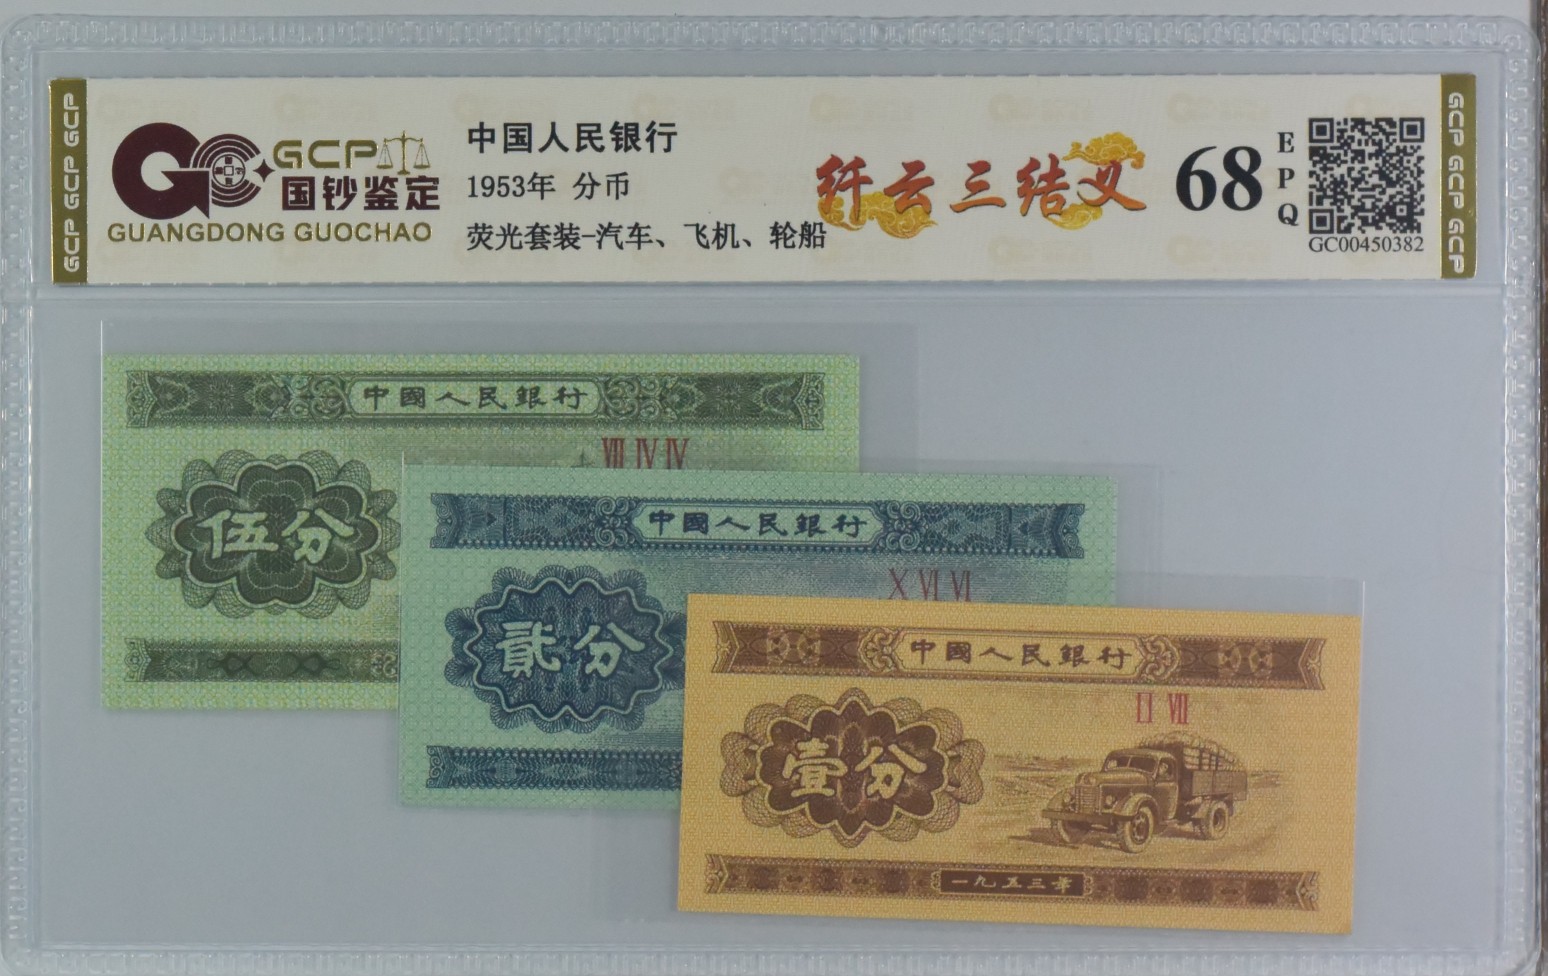 GCP GCP GCP
GCP
国钞鉴定
GUANGDONG GUOCHAO
中国人民银行
1953年 分币
荧光套装-汽车、飞机、轮船
纤云三结义
68
EPQ
GC00450382
GCP GCP GCP
中國人民銀行
Ⅶ Ⅳ Ⅳ
伍分
中國人民銀行
Ⅹ Ⅵ Ⅵ
貳分
中國人民銀行
Ⅱ Ⅶ
壹分
一九五三年